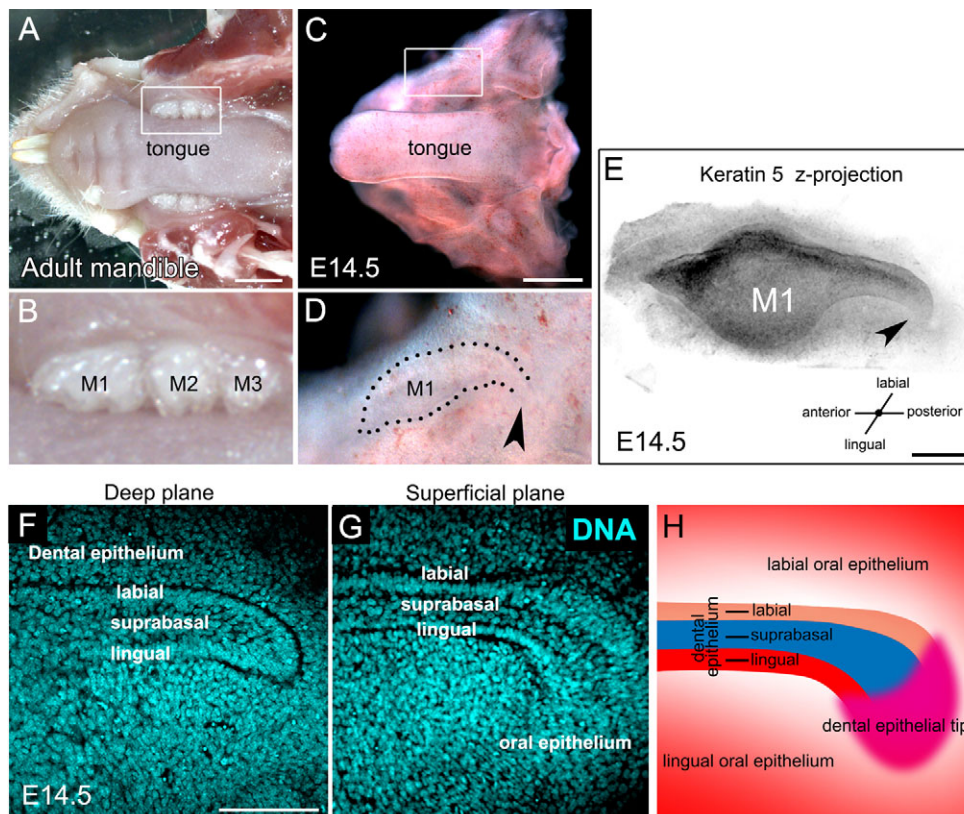 A
tongue
Adult mandible
B
M1 M2 M3
C
tongue
E14.5
D
M1
E
Keratin 5 z-projection
M1
labial
anterior posterior
lingual
E14.5
Deep plane
F
Dental epithelium
labial
suprabasal
lingual
E14.5
Superficial plane
G
DNA
labial
suprabasal
lingual
oral epithelium
H
labial oral epithelium
dental
epithelium
labial
suprabasal
lingual
dental epithelial tip
lingual oral epithelium